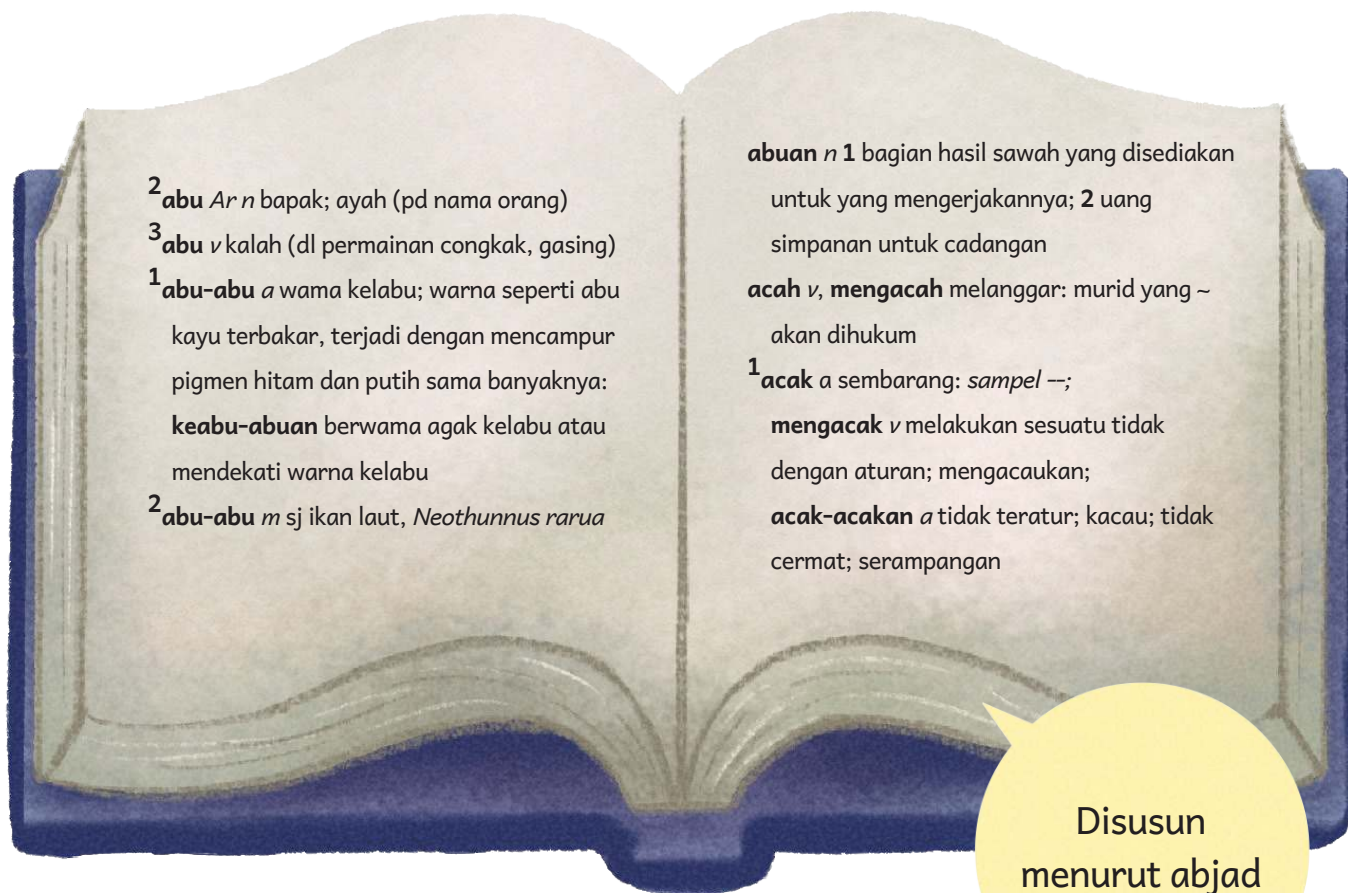 2abu Ar n bapak; ayah (pd nama orang)
3abu v kalah (dl permainan congkak, gasing)
1abu-abu a wama kelabu; warna seperti abu
kayu terbakar, terjadi dengan mencampur
pigmen hitam dan putih sama banyaknya:
keabu-abuan berwama agak kelabu atau
mendekati warna kelabu
2abu-abu m sj ikan laut, Neothunnus rarua
abuan n 1 bagian hasil sawah yang disediakan
untuk yang mengerjakannya; 2 uang
simpanan untuk cadangan
acah v, mengacah melanggar: murid yang ~
akan dihukum
1acak a sembarang: sampel --;
mengacak v melakukan sesuatu tidak
dengan aturan; mengacaukan;
acak-acakan a tidak teratur; kacau; tidak
cermat; serampangan
Disusun
menurut abjad